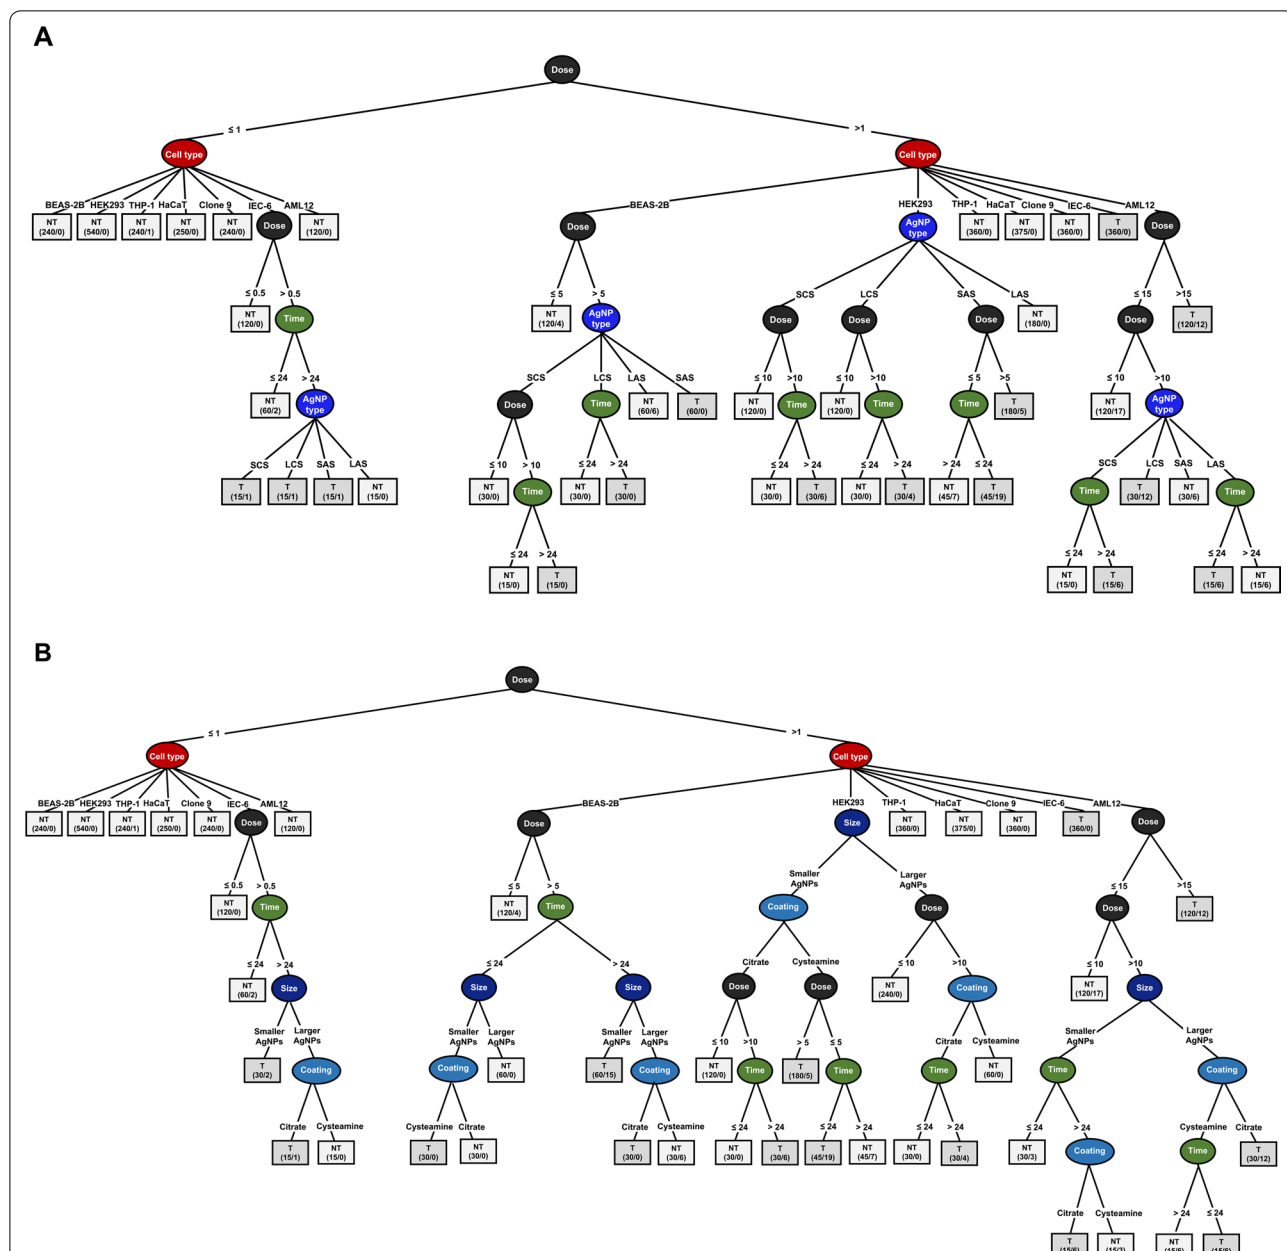 A
Dose
≤ 1
>1
Cell type
Cell type
BEAS-2B HEK293 THP-1 HaCaT Clone 9 IEC-6 AML12
BEAS-2B HEK293 THP-1 HaCaT Clone 9 IEC-6 AML12
NT (240/0)
NT (540/0)
NT (240/1)
NT (250/0)
NT (240/0)
Dose
NT (120/0)
Dose
AgNP type
NT (360/0)
NT (375/0)
NT (360/0)
T (360/0)
Dose
≤ 0.5 > 0.5
≤ 5 > 5
SCS LCS SAS LAS
≤ 15 >15
NT (120/0)
Time
NT (120/4)
AgNP type
Dose
Dose
Dose
NT (180/0)
Dose
T (120/12)
≤ 24 > 24
SCS LCS LAS SAS
≤ 10 >10
≤ 10 >10
≤ 5 >5
≤ 10 >10
NT (60/2)
AgNP type
Dose
Time
NT (60/6)
T (60/0)
NT (120/0)
Time
NT (120/0)
Time
Time
T (180/5)
NT (120/17)
AgNP type
SCS LCS SAS LAS
≤ 10 > 10
≤ 24 > 24
≤ 24 > 24
≤ 24 > 24
> 24 ≤ 24
SCS LCS SAS LAS
T (15/1)
T (15/1)
T (15/1)
NT (15/0)
NT (30/0)
Time
NT (30/0)
T (30/0)
NT (30/0)
T (30/6)
NT (30/0)
T (30/4)
NT (45/7)
T (45/19)
Time
T (30/12)
NT (30/6)
Time
≤ 24 > 24
≤ 24 > 24
≤ 24 > 24
NT (15/0)
T (15/0)
NT (15/0)
T (15/6)
T (15/6)
NT (15/6)
B
Dose
≤ 1
>1
Cell type
Cell type
BEAS-2B HEK293 THP-1 HaCaT Clone 9 IEC-6 AML12
BEAS-2B HEK293 THP-1 HaCaT Clone 9 IEC-6 AML12
NT (240/0)
NT (540/0)
NT (240/1)
NT (250/0)
NT (240/0)
Dose
NT (120/0)
Dose
Size
NT (360/0)
NT (375/0)
NT (360/0)
T (360/0)
Dose
≤ 0.5 > 0.5
≤ 5 > 5
Smaller AgNPs
Larger AgNPs
≤ 15 >15
NT (120/0)
Time
NT (120/4)
Time
Coating
Dose
Dose
T (120/12)
≤ 24 > 24
≤ 24 > 24
Citrate Cysteamine
≤ 10 >10
≤ 10 >10
NT (60/2)
Size
Size
Size
Dose
Dose
NT (240/0)
Coating
NT (120/17)
Size
Smaller AgNPs
Larger AgNPs
Smaller AgNPs
Larger AgNPs
Smaller AgNPs
Larger AgNPs
≤ 10 >10
> 5 ≤ 5
Citrate Cysteamine
Smaller AgNPs
Larger AgNPs
T (30/2)
Coating
Coating
NT (60/0)
T (60/15)
Coating
NT (120/0)
Time
T (180/5)
Time
Time
NT (60/0)
Time
Coating
Citrate Cysteamine
Cysteamine Citrate
Citrate Cysteamine
≤ 24 > 24
≤ 24 > 24
≤ 24 > 24
≤ 24 > 24
Cysteamine Citrate
T (15/1)
NT (15/0)
T (30/0)
NT (30/0)
T (30/0)
NT (30/6)
NT (30/0)
T (30/6)
T (45/19)
NT (45/7)
NT (30/0)
T (30/4)
NT (30/3)
Coating
Time
T (30/12)
Citrate Cysteamine
> 24 ≤ 24
T (15/6)
NT (15/3)
NT (15/6)
T (15/6)